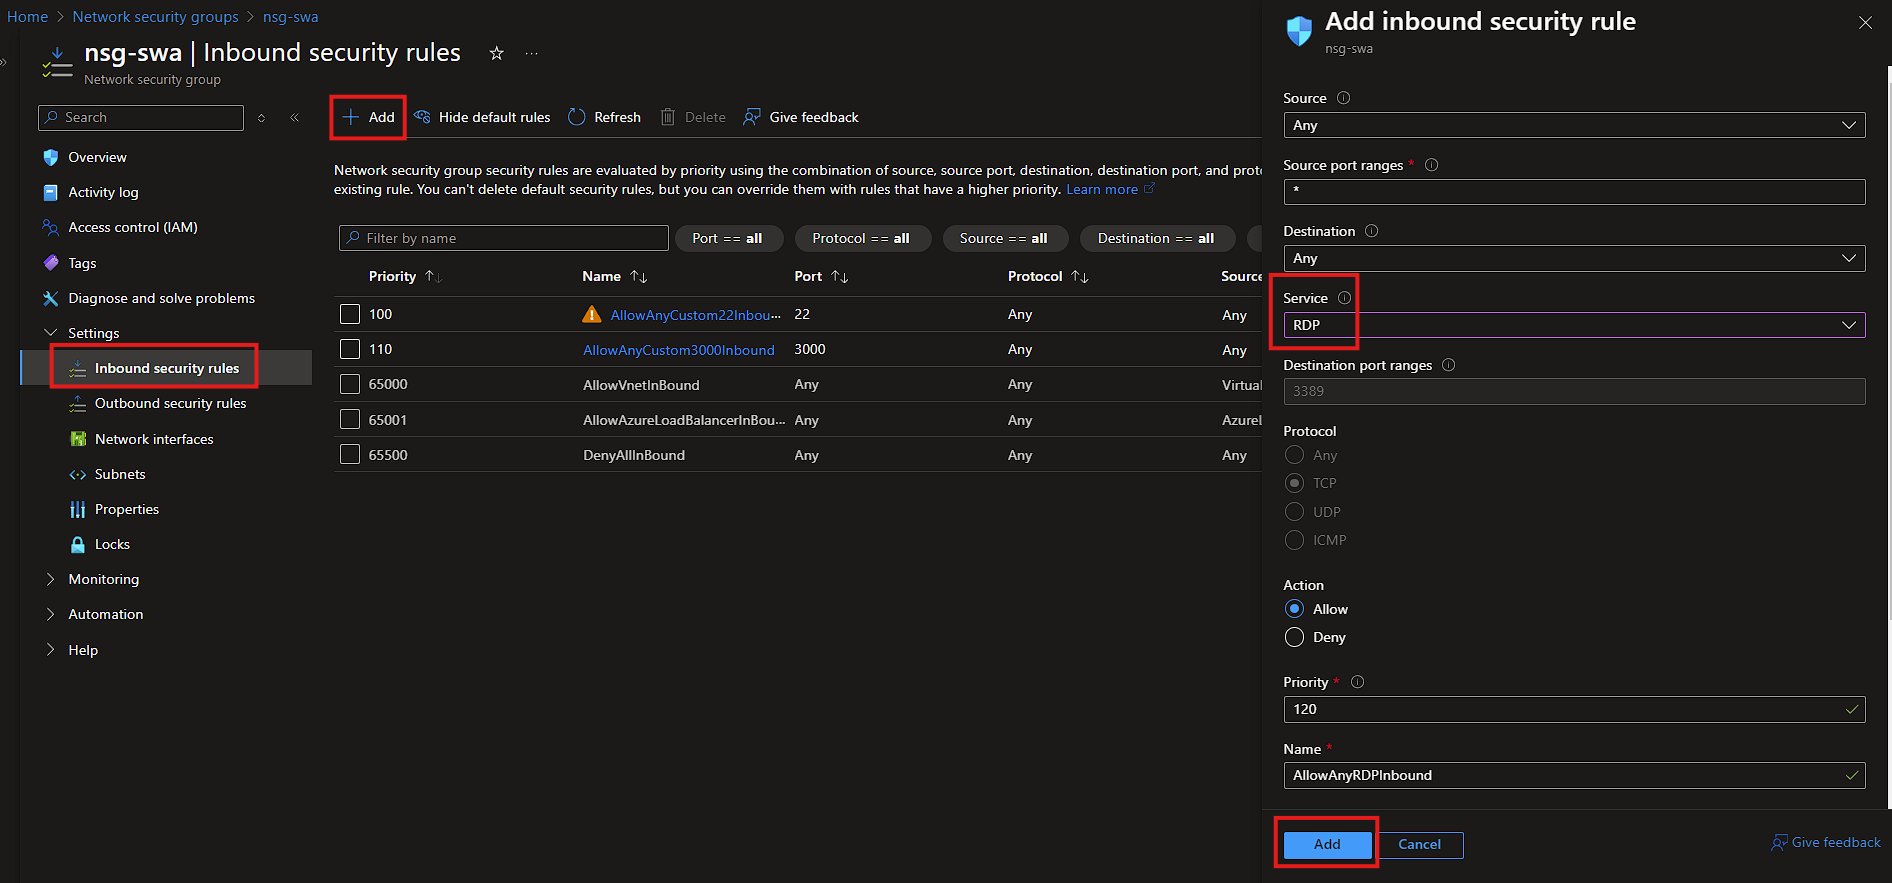 Home > Network security groups > nsg-swa
nsg-swa | Inbound security rules
Network security group
Search
Overview
Activity log
Access control (IAM)
Tags
Diagnose and solve problems
Settings
Inbound security rules
Outbound security rules
Network interfaces
Subnets
Properties
Locks
Monitoring
Automation
Help
Add Hide default rules Refresh Delete Give feedback
Network security group security rules are evaluated by priority using the combination of source, source port, destination, destination port, and proto
existing rule. You can't delete default security rules, but you can override them with rules that have a higher priority. Learn more
Filter by name Port == all Protocol == all Source == all Destination == all
Priority Name Port Protocol Source
100 AllowAnyCustom22Inbou... 22 Any Any
110 AllowAnyCustom3000Inbound 3000 Any Any
65000 AllowVnetInBound Any Any Virtual
65001 AllowAzureLoadBalancerInBou... Any Any AzureL
65500 DenyAllInBound Any Any Any
Add inbound security rule
nsg-swa
Source
Any
Source port ranges *
*
Destination
Any
Service
RDP
Destination port ranges
3389
Protocol
Any
TCP
UDP
ICMP
Action
Allow
Deny
Priority *
120
Name *
AllowAnyRDPInbound
Add Cancel Give feedback